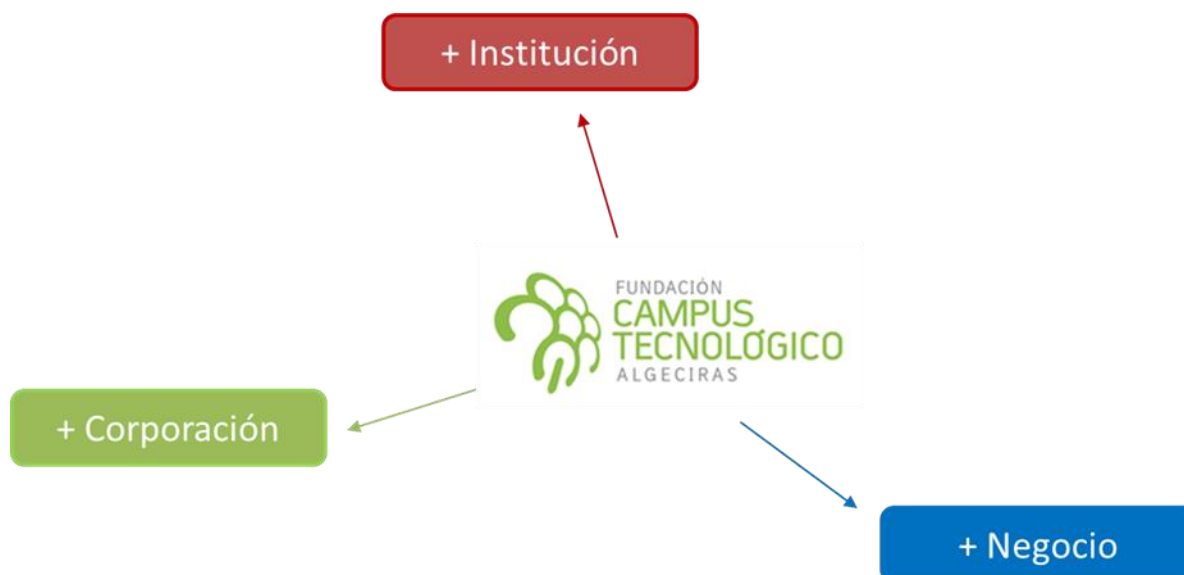 + Institución
FUNDACIÓN
CAMPUS
TECNOLÓGICO
ALGECIRAS
+ Corporación
+ Negocio